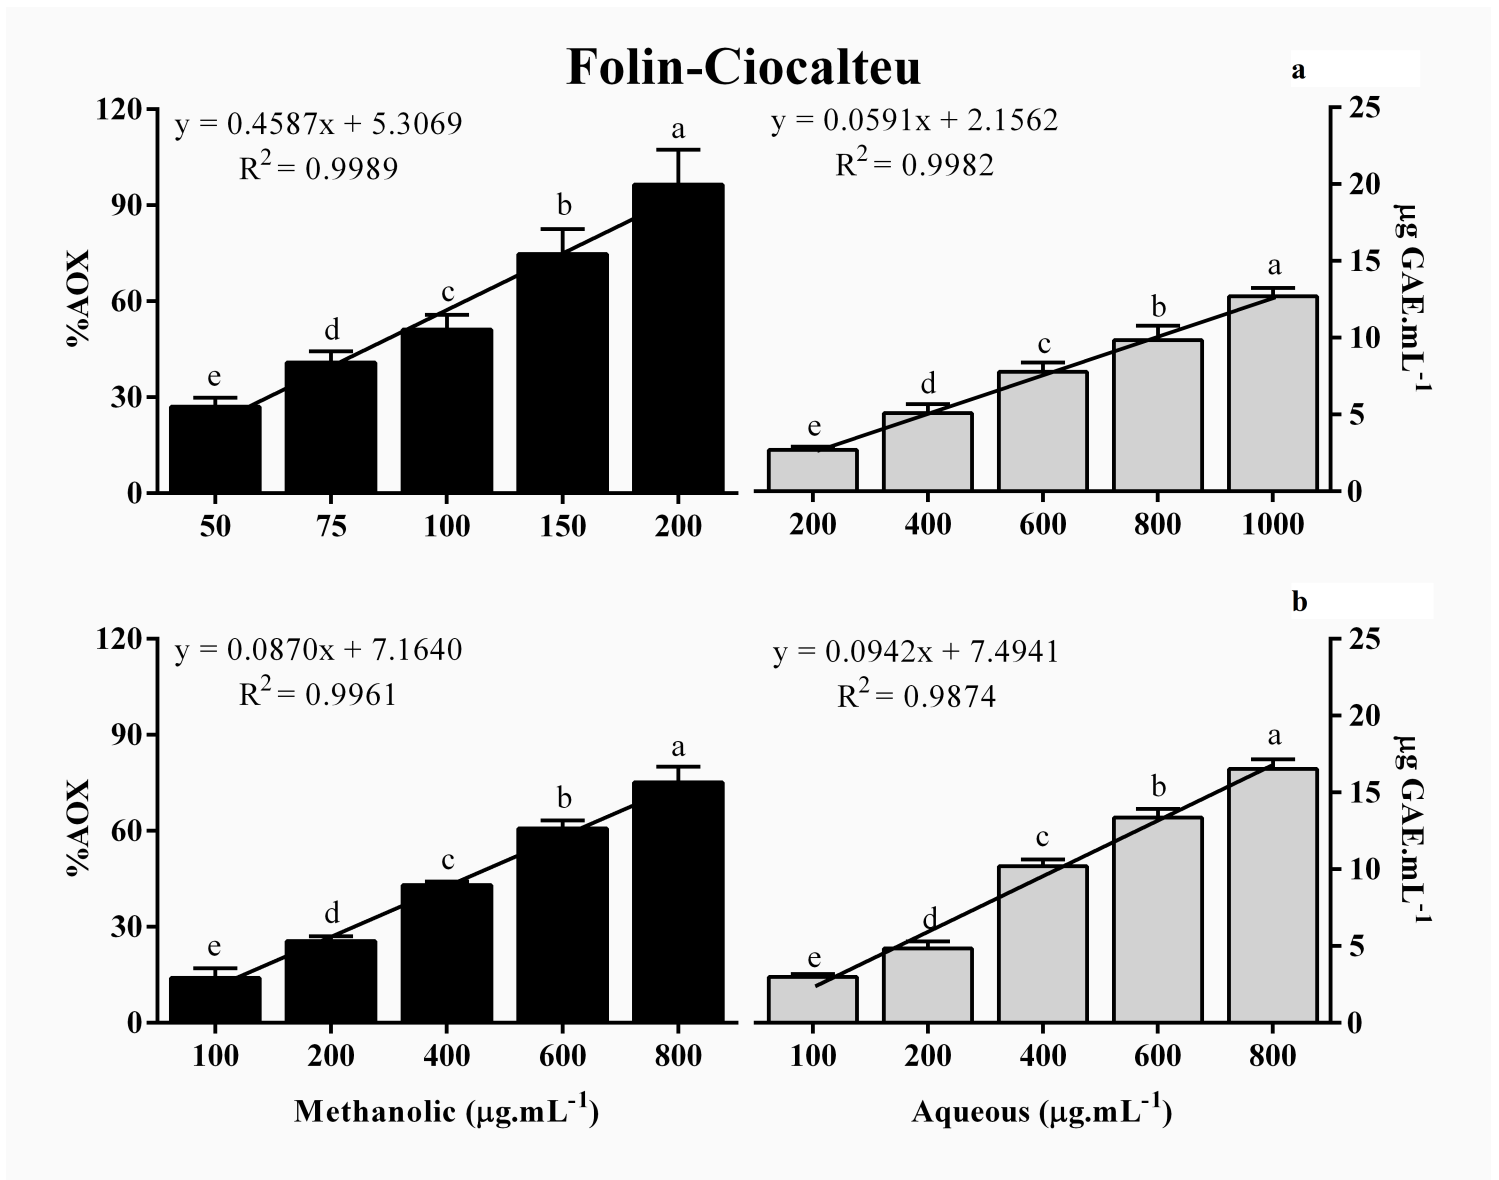 Folin-Ciocalteu
a
y = 0.4587x + 5.3069
R² = 0.9989
%AOX
120
90
60
30
0
e
d
c
b
a
50 75 100 150 200
y = 0.0591x + 2.1562
R² = 0.9982
e
d
c
b
a
200 400 600 800 1000
25
20
15
10
5
0
µg GAE.mL⁻¹
b
y = 0.0870x + 7.1640
R² = 0.9961
%AOX
120
90
60
30
0
e
d
c
b
a
100 200 400 600 800
Methanolic (µg.mL⁻¹)
y = 0.0942x + 7.4941
R² = 0.9874
e
d
c
b
a
100 200 400 600 800
25
20
15
10
5
0
µg GAE.mL⁻¹
Aqueous (µg.mL⁻¹)